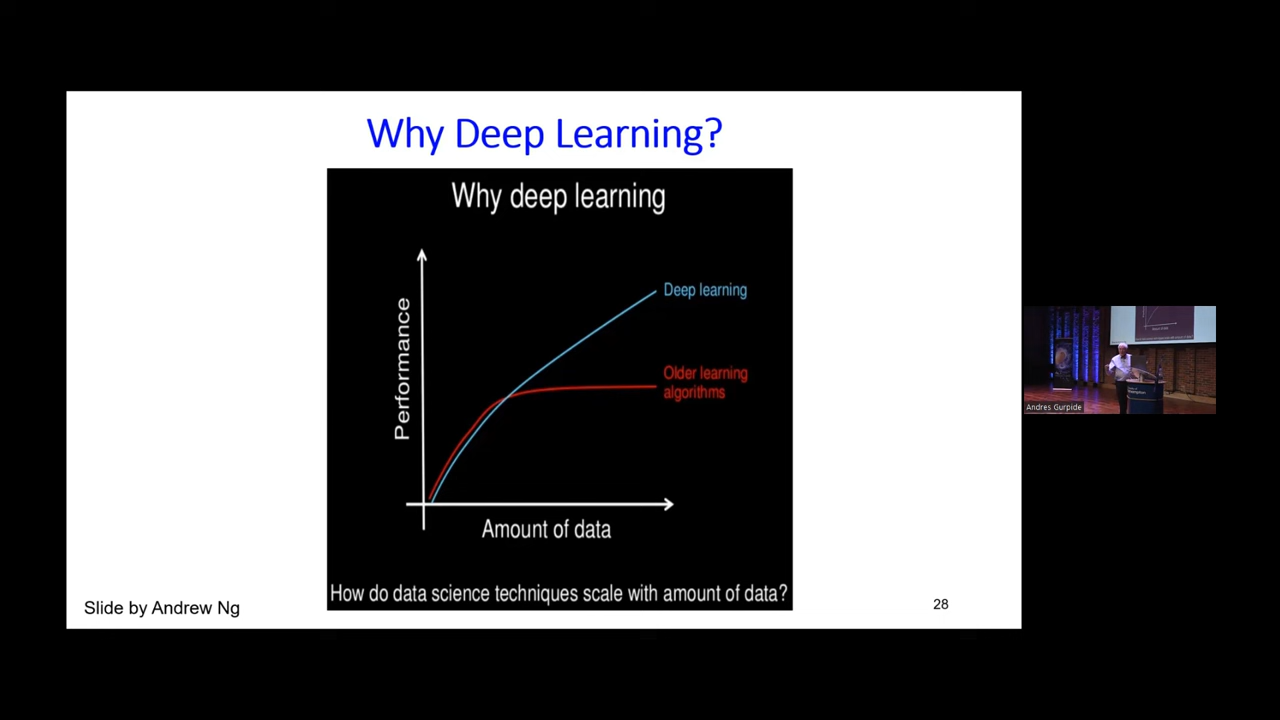 Why Deep Learning?
Why deep learning
Performance
Deep learning
Older learning
algorithms
Amount of data
How do data science techniques scale with amount of data?
Slide by Andrew Ng
28
Andres Gurpide